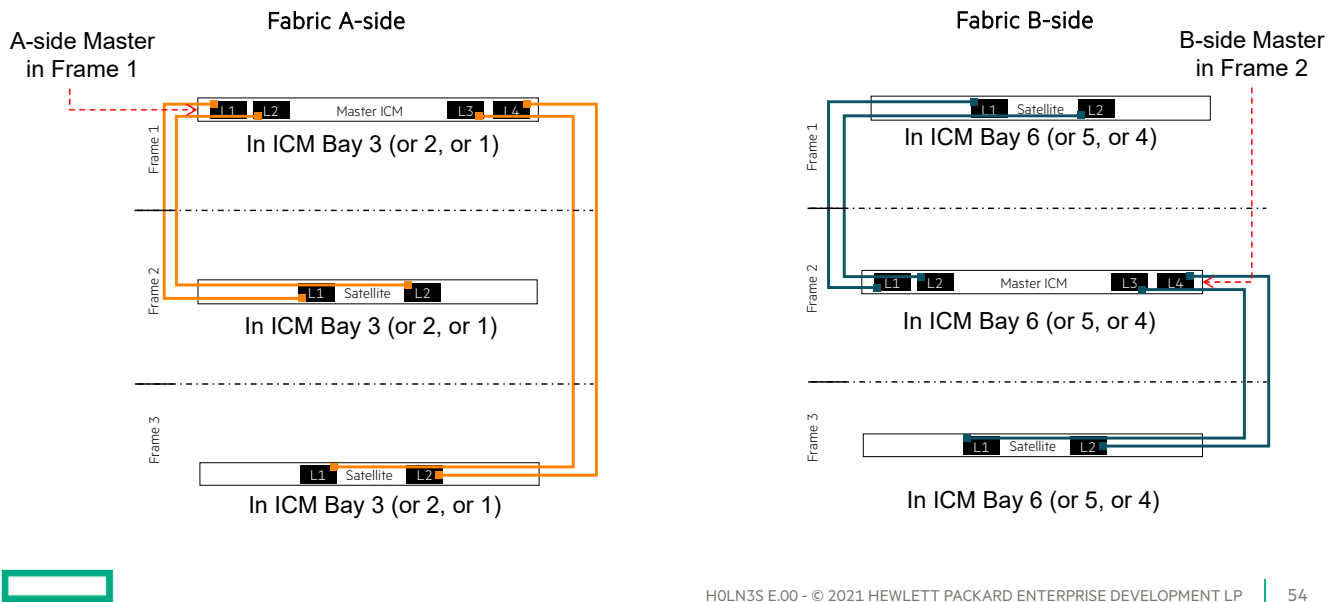 Fabric A-side
A-side Master
in Frame 1
L1 L2 Master ICM L3 L4
In ICM Bay 3 (or 2, or 1)
Frame 1
L1 Satellite L2
In ICM Bay 3 (or 2, or 1)
Frame 2
L1 Satellite L2
In ICM Bay 3 (or 2, or 1)
Frame 3
Fabric B-side
B-side Master
in Frame 2
L1 Satellite L2
In ICM Bay 6 (or 5, or 4)
Frame 1
L1 L2 Master ICM L3 L4
In ICM Bay 6 (or 5, or 4)
Frame 2
L1 Satellite L2
In ICM Bay 6 (or 5, or 4)
Frame 3
H0LN3S E.00 - © 2021 HEWLETT PACKARD ENTERPRISE DEVELOPMENT LP 54